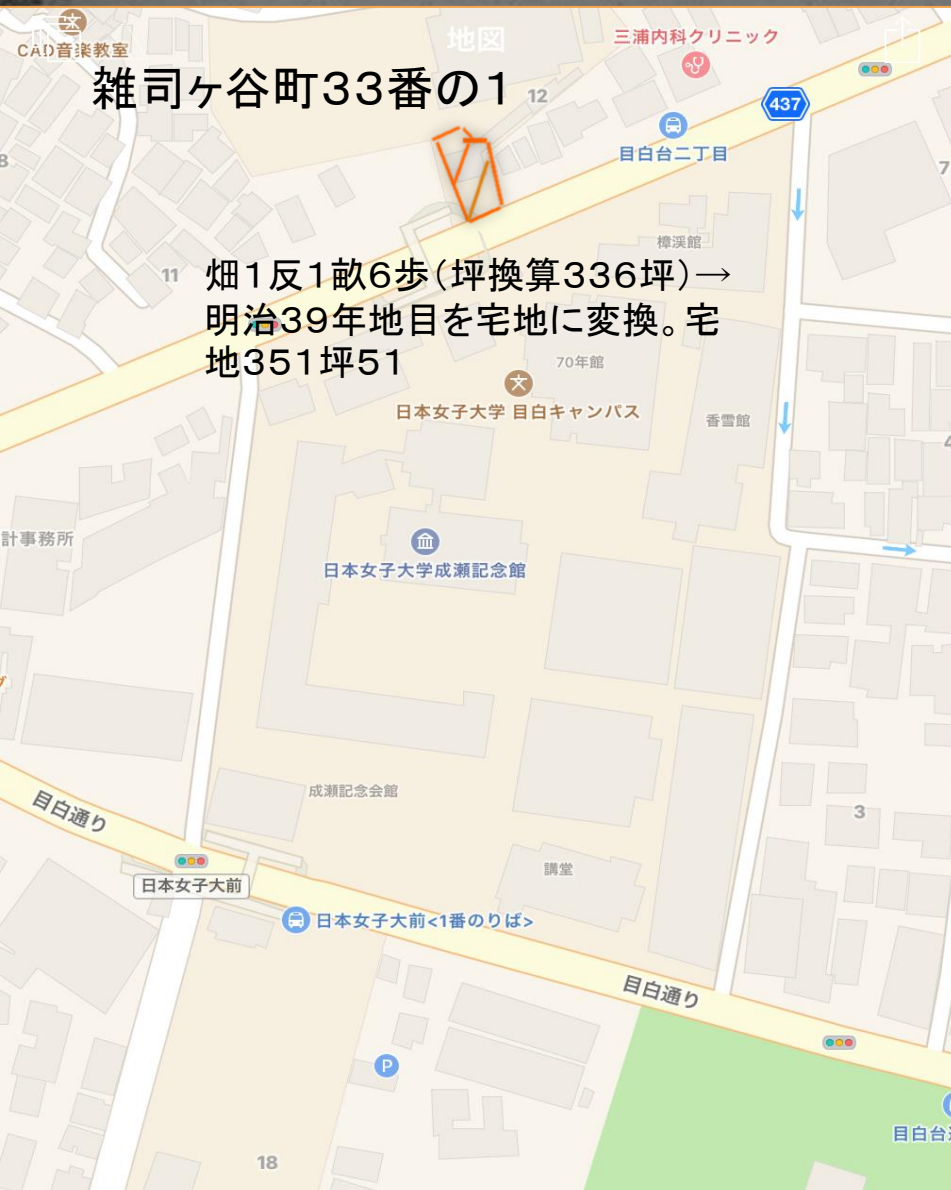 地図
CAD音楽教室
三浦内科クリニック
雑司ヶ谷町33番の1
12
437
目白台二丁目
樟渓館
11
畑1反1畝6歩(坪換算336坪)→
明治39年地目を宅地に変換。宅
地351坪51
70年館
日本女子大学 目白キャンパス
香雪館
計事務所
日本女子大学成瀬記念館
成瀬記念会館
目白通り
3
講堂
日本女子大前
日本女子大前<1番のりば>
目白通り
P
目白台
18